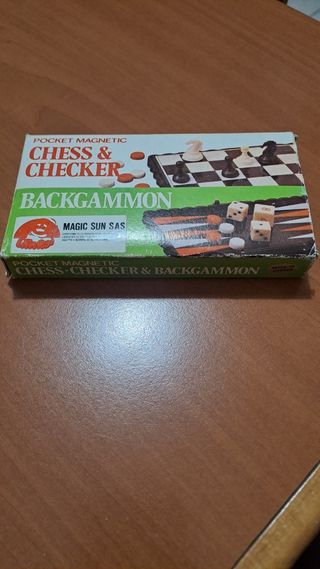 POCKET MAGNETIC
CHESS &
CHECKER
BACKGAMMON
MAGIC SUN SAS
POCKET MAGNETIC
CHESS-CHECKER & BACKGAMMON